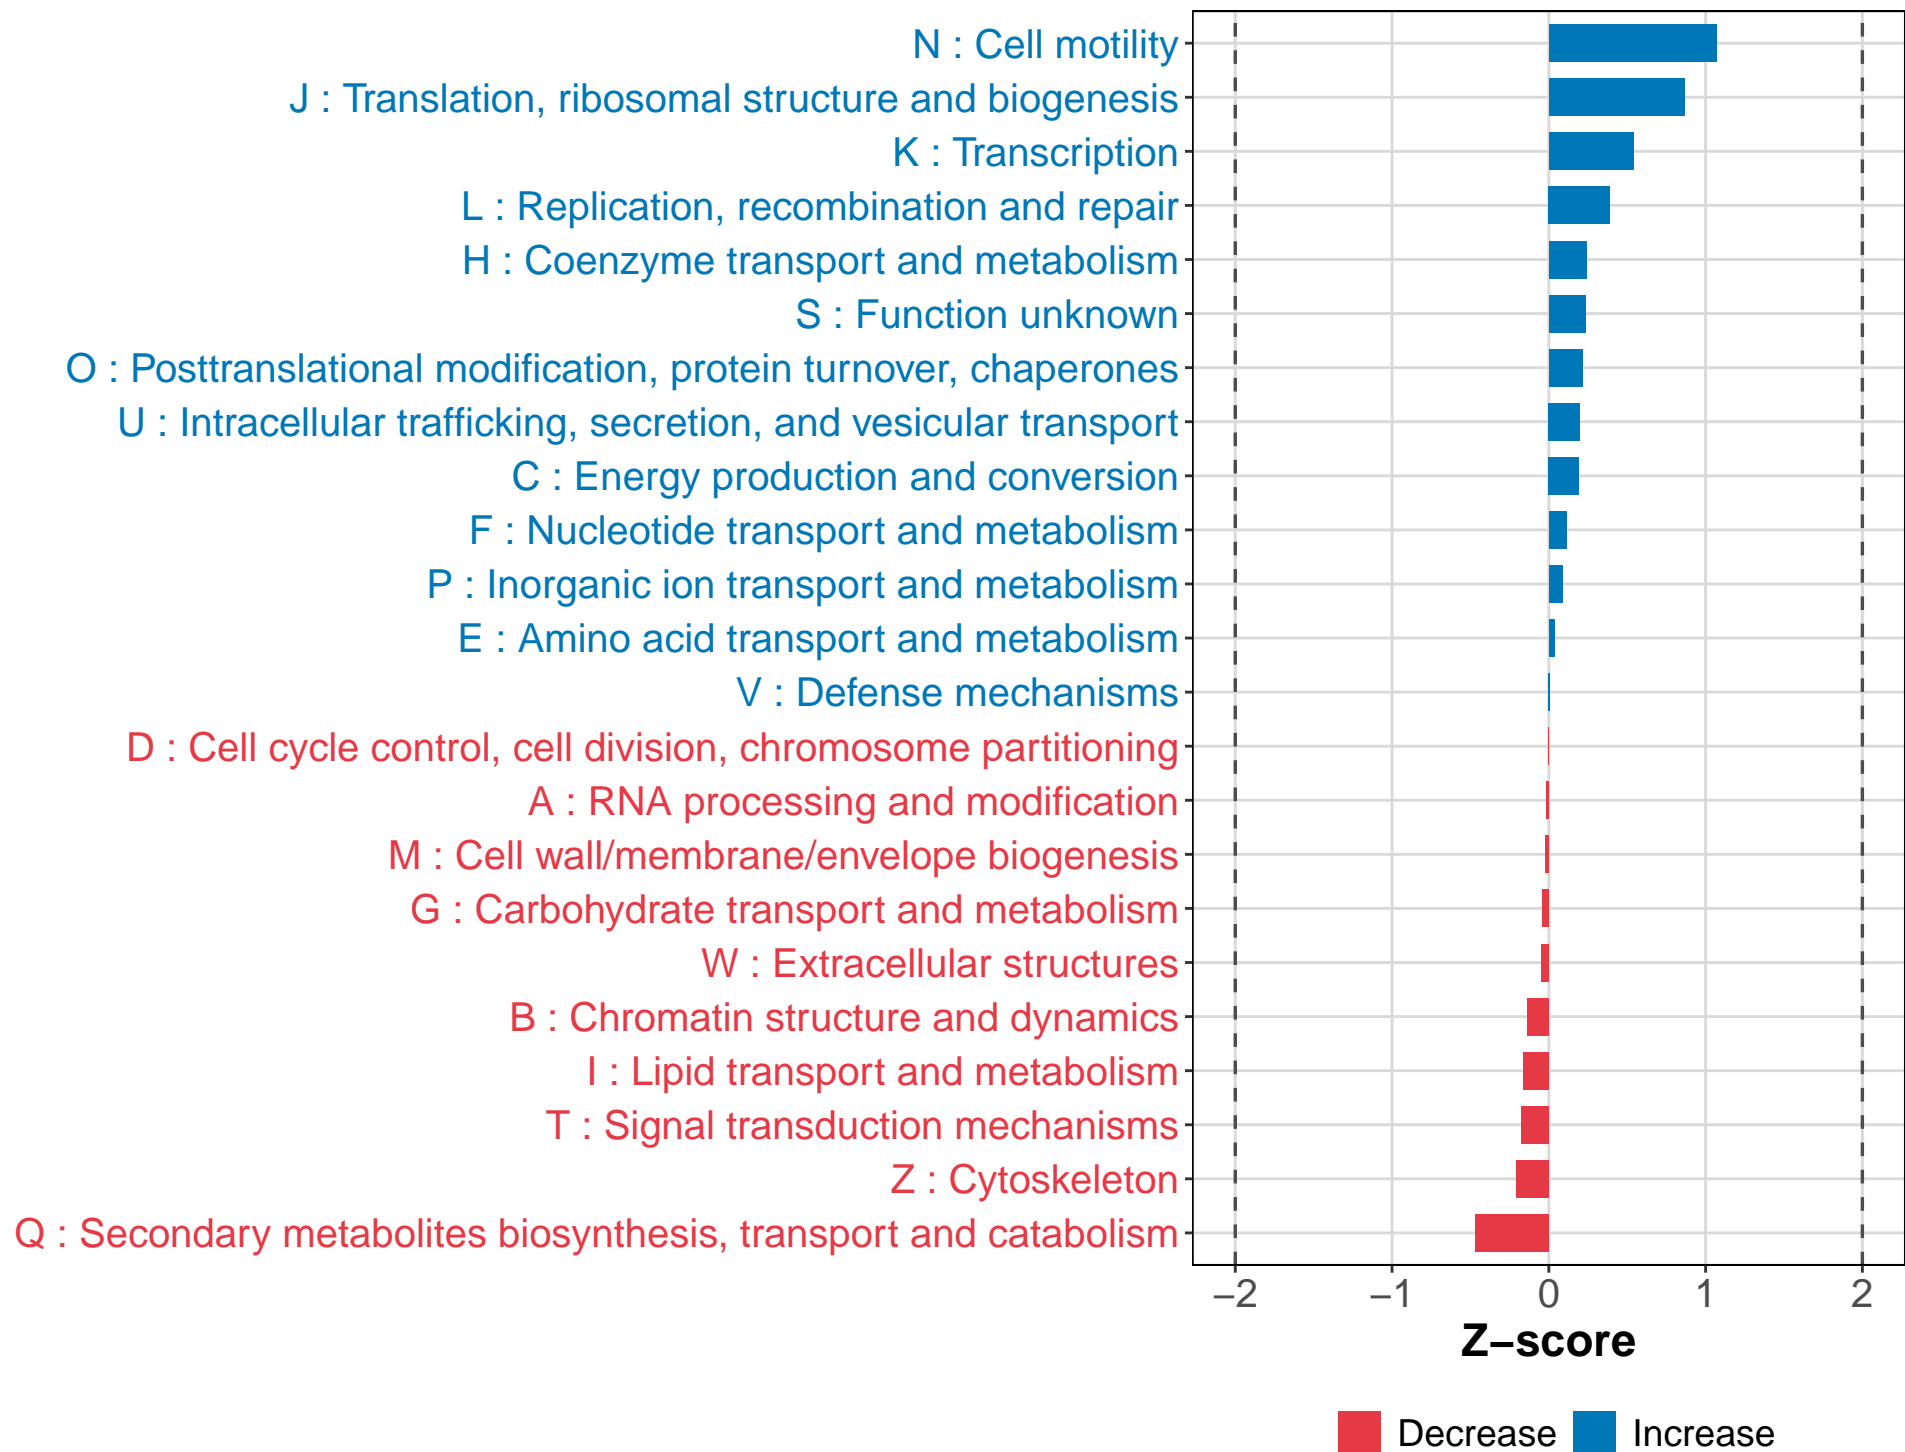 N : Cell motility
J : Translation, ribosomal structure and biogenesis
K : Transcription
L : Replication, recombination and repair
H : Coenzyme transport and metabolism
S : Function unknown
O : Posttranslational modification, protein turnover, chaperones
U : Intracellular trafficking, secretion, and vesicular transport
C : Energy production and conversion
F : Nucleotide transport and metabolism
P : Inorganic ion transport and metabolism
E : Amino acid transport and metabolism
V : Defense mechanisms
D : Cell cycle control, cell division, chromosome partitioning
A : RNA processing and modification
M : Cell wall/membrane/envelope biogenesis
G : Carbohydrate transport and metabolism
W : Extracellular structures
B : Chromatin structure and dynamics
I : Lipid transport and metabolism
T : Signal transduction mechanisms
Z : Cytoskeleton
Q : Secondary metabolites biosynthesis, transport and catabolism
−2 −1 0 1 2
Z−score
Decrease Increase